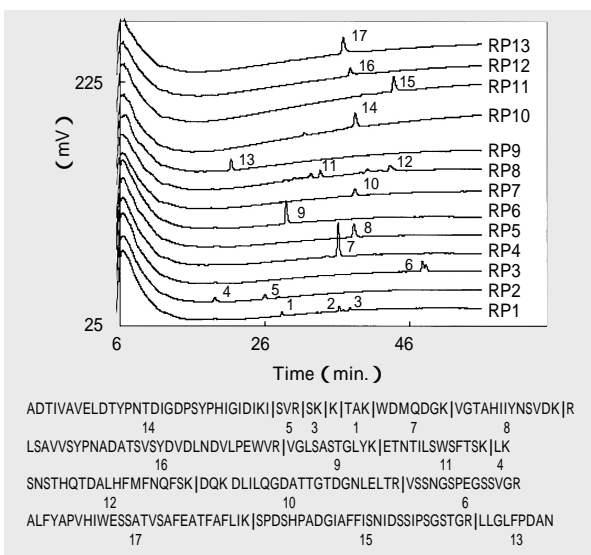 17
RP13
16
RP12
225
15
RP11
14
RP10
(mV)
13
RP9
11
12
RP8
10
RP7
9
RP6
8
RP5
7
RP4
6
RP3
4
5
RP2
1
2
3
RP1
25
6
26
46
Time (min.)
ADTIVAVELDTYPNTDIGDPSYPHIGIDIKI|SVR|SK|K|TAK|WDMQDGK|VGTAHIIYNSVDK|R
14 5 3 1 7 8
LSAVVSYPNADATSVSYDVDLNDVLPEWVR|VGLSASTGLYK|ETNTILSWSFTSK|LK
16 9 11 4
SNSTHQTDALHFMFNQFSK|DQK DLILQGDATTGTDGNLELTR|VSSNGSPEGSSVGR
12 10 6
ALFYAPVHIWESSATVSAFEATFAFLIK|SPDSHPADGIAFFISNIDSSIPSGSTGR|LLGLFPDAN
17 15 13